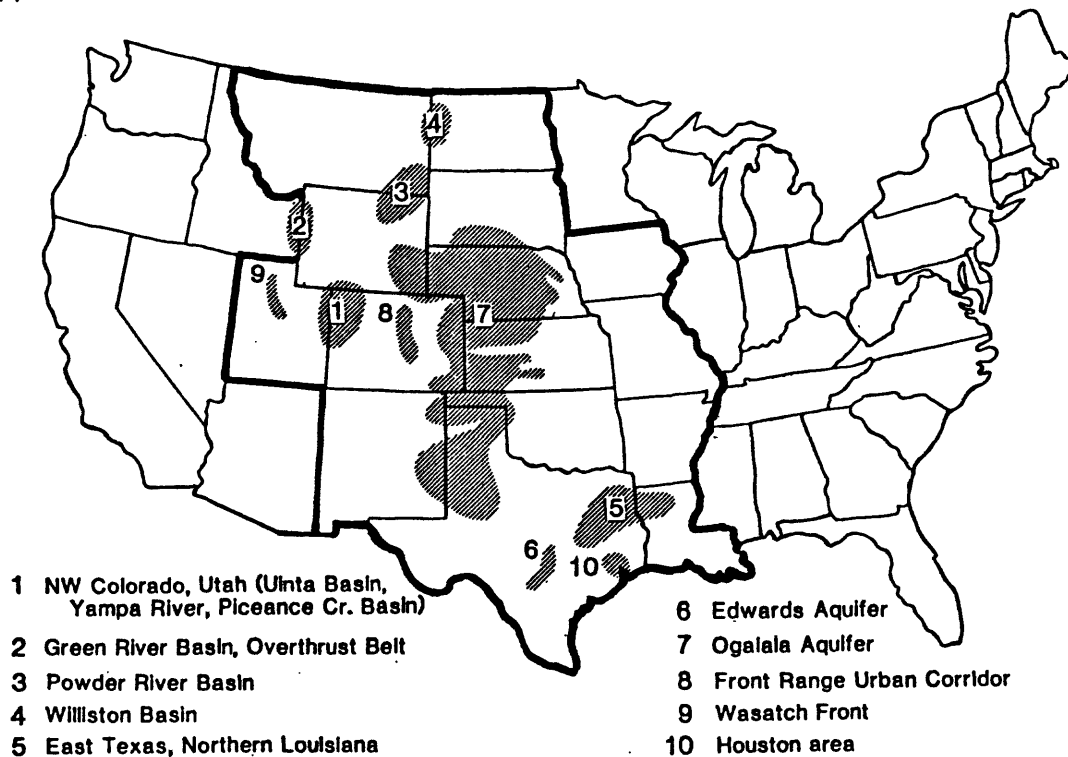 4
3
2
9
1
8
7
5
6
10
1 NW Colorado, Utah (Uinta Basin,
Yampa River, Piceance Cr. Basin)
2 Green River Basin, Overthrust Belt
3 Powder River Basin
4 Williston Basin
5 East Texas, Northern Louisiana
6 Edwards Aquifer
7 Ogalala Aquifer
8 Front Range Urban Corridor
9 Wasatch Front
10 Houston area